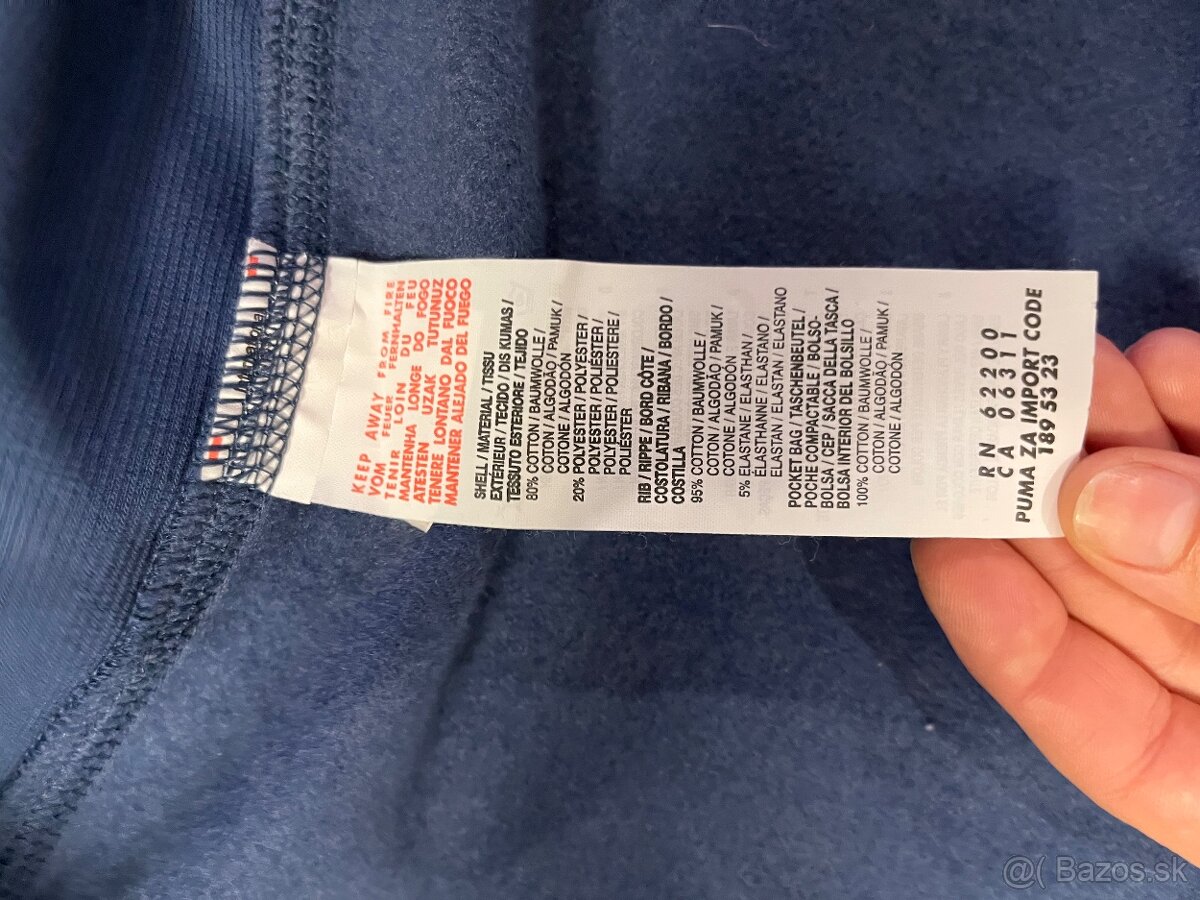 KEEP AWAY FROM FIRE
VOM FEUER FERNHALTEN
TENIR LOIN DU FEU
MANTENHA LONGE DO FOGO
ATESTEN UZAK TUTUNUZ
TENERE LONTANO DAL FUOCO
MANTENER ALEJADO DEL FUEGO
SHELL / MATERIAL / TISSU
EXTÉRIEUR / TECIDO / DIS KUMAS /
TESSUTO ESTERIORE / TEJIDO
80% COTTON / BAUMWOLLE /
COTON / ALGODÃO / PAMUK /
COTONE / ALGODÓN
20% POLYESTER / POLYESTER /
POLYESTER / POLIÉSTER /
POLYESTER / POLIESTERE /
POLIÉSTER
RIB / RIPPE / BORD CÔTE /
COSTOLATURA / RIBANA / BORDO /
COSTILLA
95% COTTON / BAUMWOLLE /
COTON / ALGODÃO / PAMUK /
COTONE / ALGODÓN
5% ELASTANE / ELASTHAN /
ELASTHANNE / ELASTANO /
ELASTAN / ELASTAN / ELASTANO
POCKET BAG / TASCHENBEUTEL /
POCHE COMPACTABLE / BOLSO-
BOLSA / CEP / SACCA DELLA TASCA /
BOLSA INTERIOR DEL BOLSILLO
100% COTTON / BAUMWOLLE /
COTON / ALGODÃO / PAMUK /
COTONE / ALGODÓN
RN 62200
CA 06311
PUMA ZA IMPORT CODE
189 53 23
@( Bazos.sk